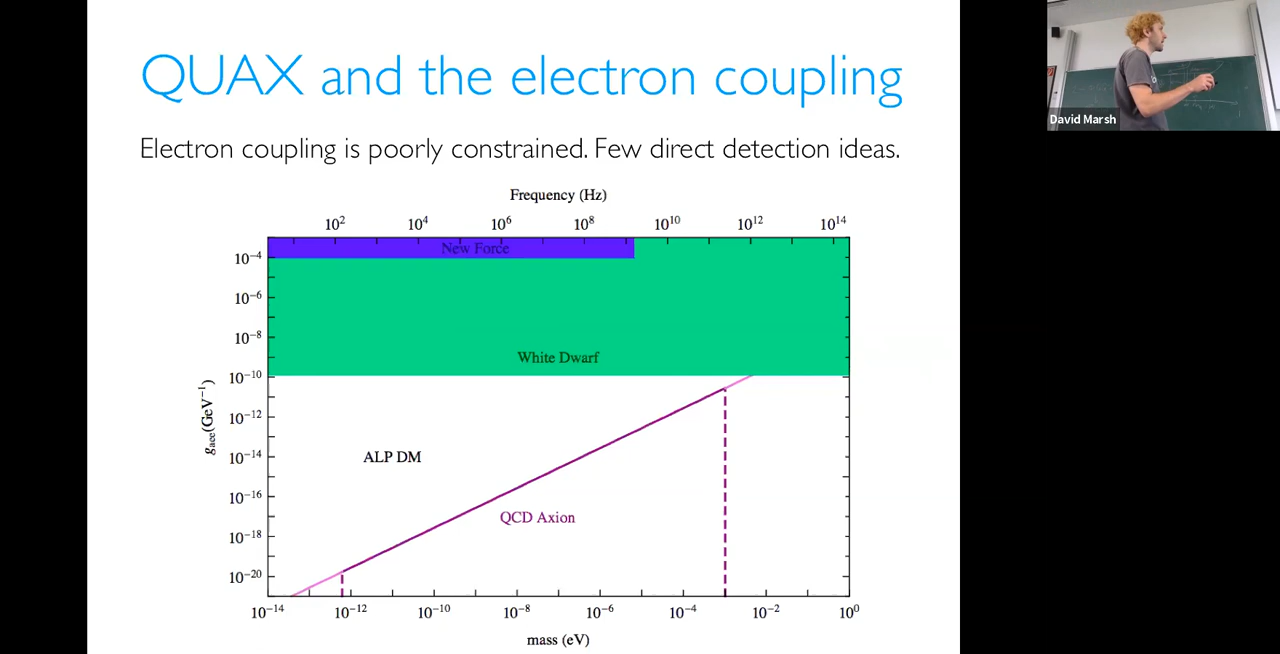 QUAX and the electron coupling
David Marsh
Electron coupling is poorly constrained. Few direct detection ideas.
Frequency (Hz)
10² 10⁴ 10⁶ 10⁸ 10¹⁰ 10¹² 10¹⁴
New Force
10⁻⁴
10⁻⁶
10⁻⁸
White Dwarf
10⁻¹⁰
gₐₑₑ(GeV⁻¹)
10⁻¹²
10⁻¹⁴
ALP DM
10⁻¹⁶
QCD Axion
10⁻¹⁸
10⁻²⁰
10⁻¹⁴ 10⁻¹² 10⁻¹⁰ 10⁻⁸ 10⁻⁶ 10⁻⁴ 10⁻² 10⁰
mass (eV)